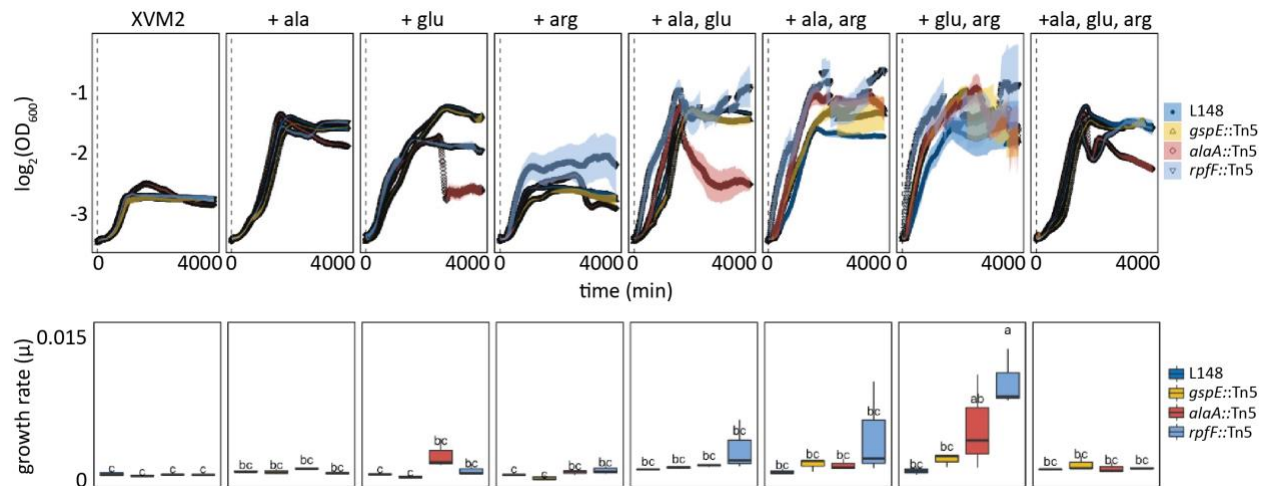 XVM2
+ ala
+ glu
+ arg
+ ala, glu
+ ala, arg
+ glu, arg
+ala, glu, arg
log2(OD600)
-1
-2
-3
0 4000 0 4000 0 4000 0 4000 0 4000 0 4000 0 4000 0 4000
time (min)
L148
gspE::Tn5
alaA::Tn5
rpfF::Tn5
growth rate (μ)
0.015
0
c c c c
bc bc c bc
c c bc bc
c c bc bc
bc bc bc bc
bc bc bc bc
bc bc ab a
bc bc bc bc
L148
gspE::Tn5
alaA::Tn5
rpfF::Tn5